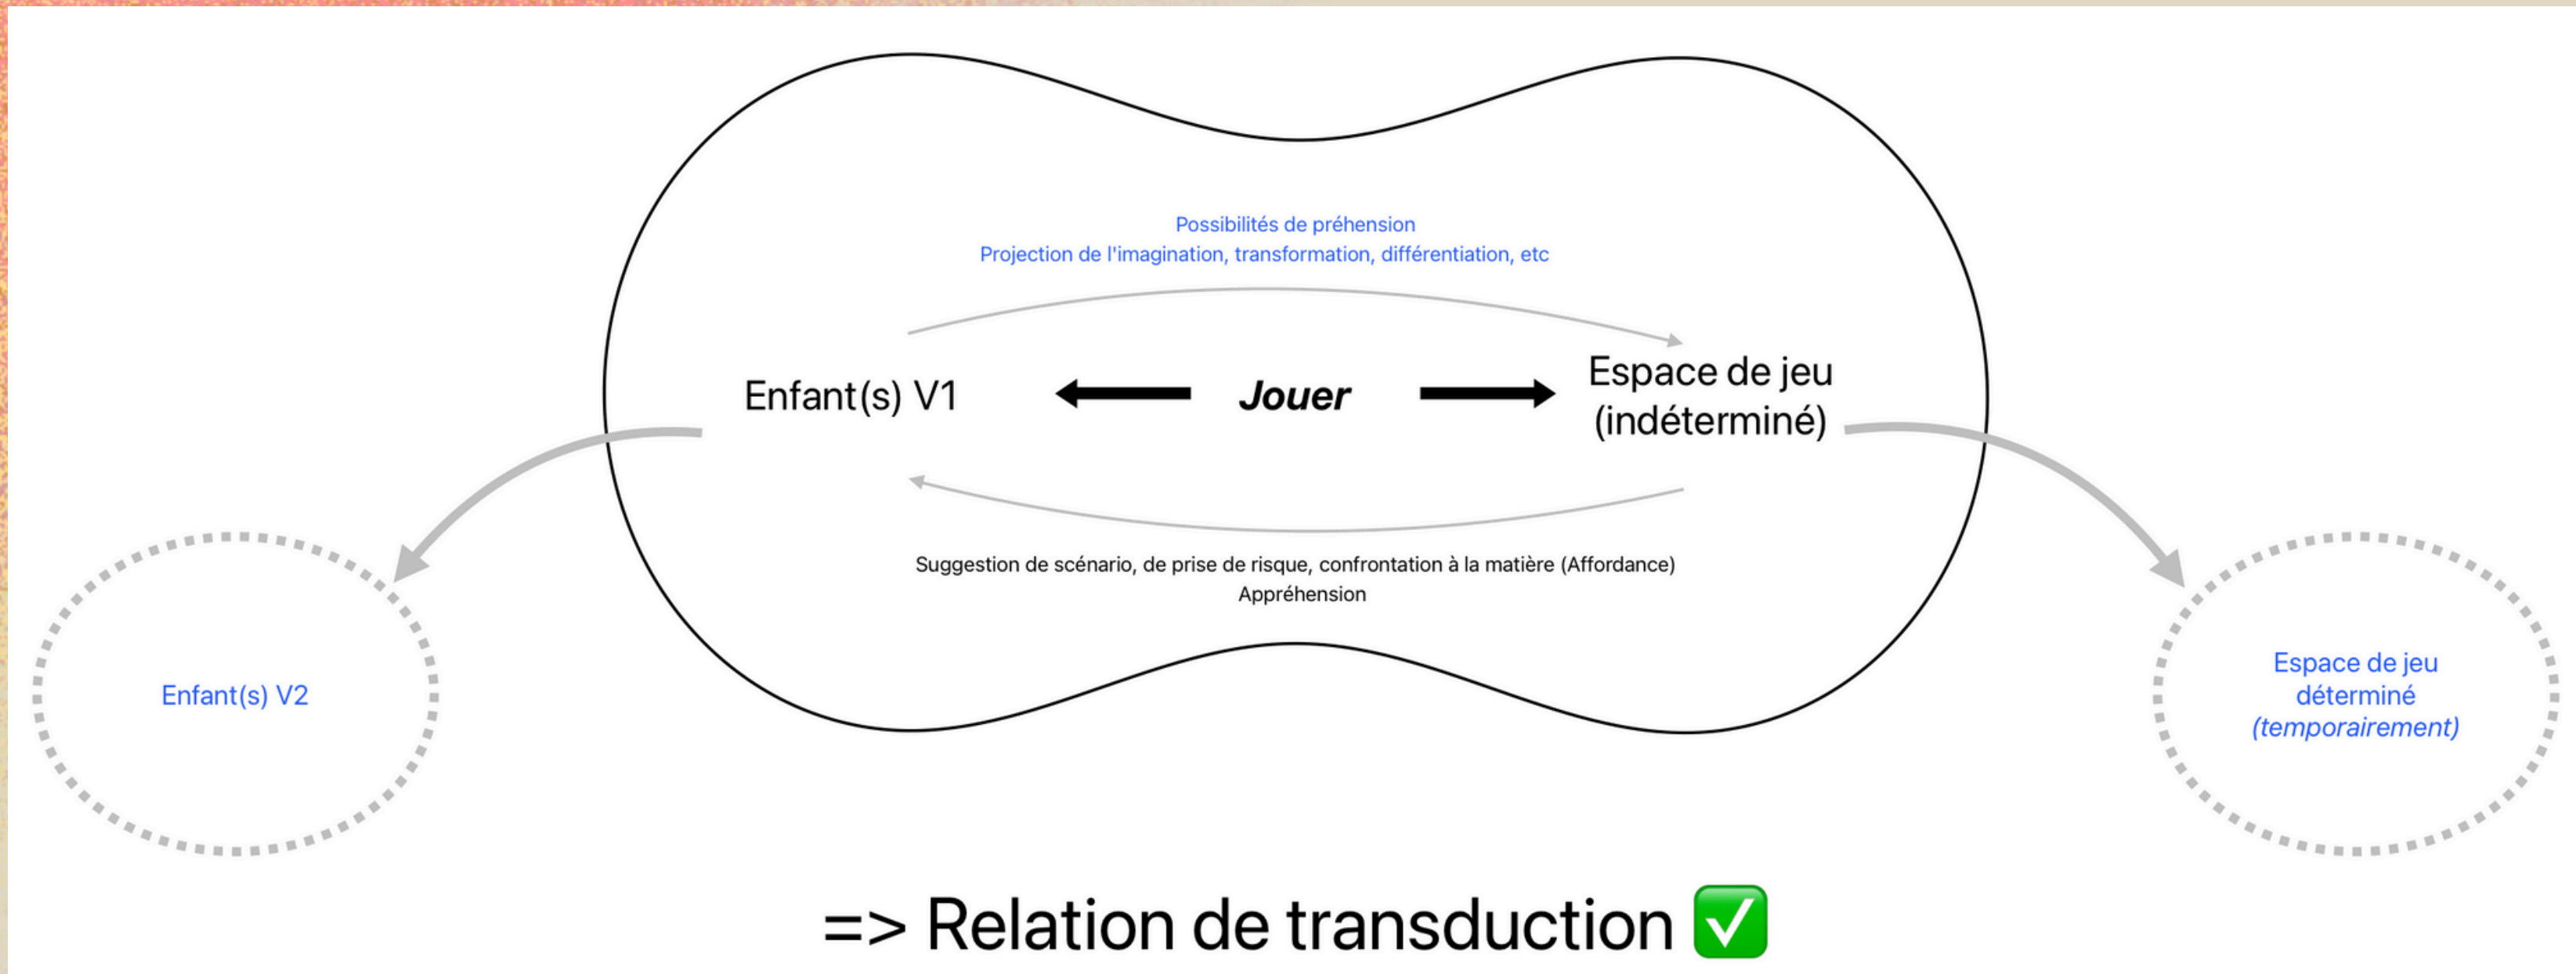 Possibilités de préhension
Projection de l'imagination, transformation, différentiation, etc
Enfant(s) V1
Jouer
Espace de jeu
(indéterminé)
Suggestion de scénario, de prise de risque, confrontation à la matière (Affordance)
Appréhension
Enfant(s) V2
Espace de jeu
déterminé
(temporairement)
=> Relation de transduction ✅